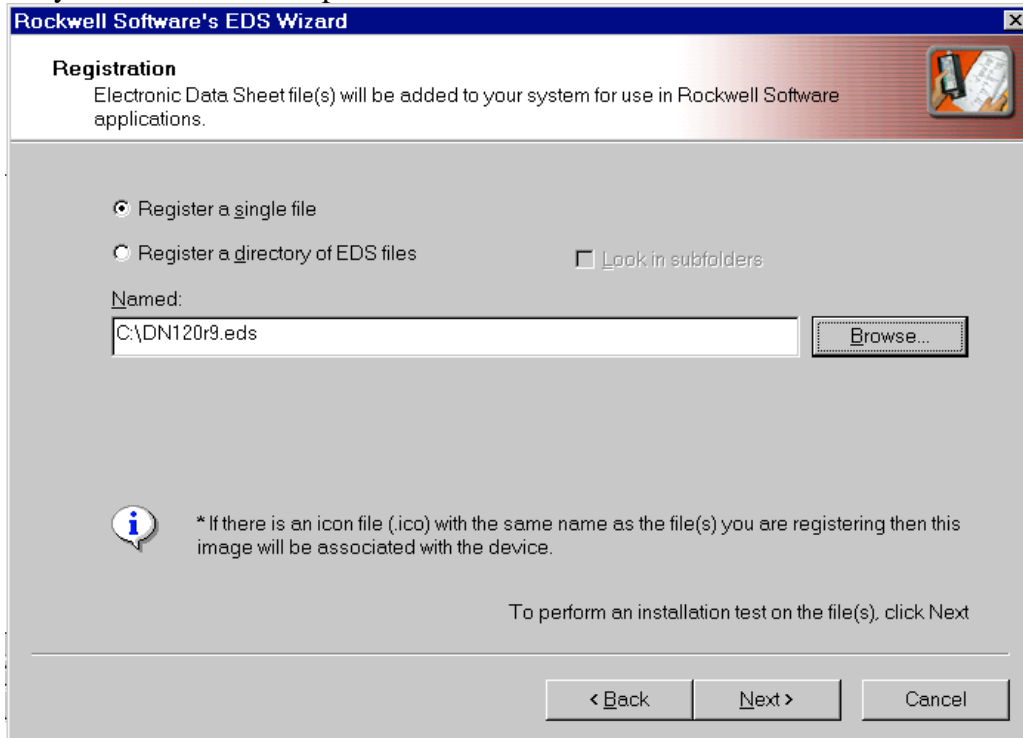 Rockwell Software's EDS Wizard
Registration
Electronic Data Sheet file(s) will be added to your system for use in Rockwell Software
applications.
Register a single file
Register a directory of EDS files
Look in subfolders
Named:
C:\DN120r9.eds
Browse...
* If there is an icon file (.ico) with the same name as the file(s) you are registering then this
image will be associated with the device.
To perform an installation test on the file(s), click Next
< Back
Next >
Cancel